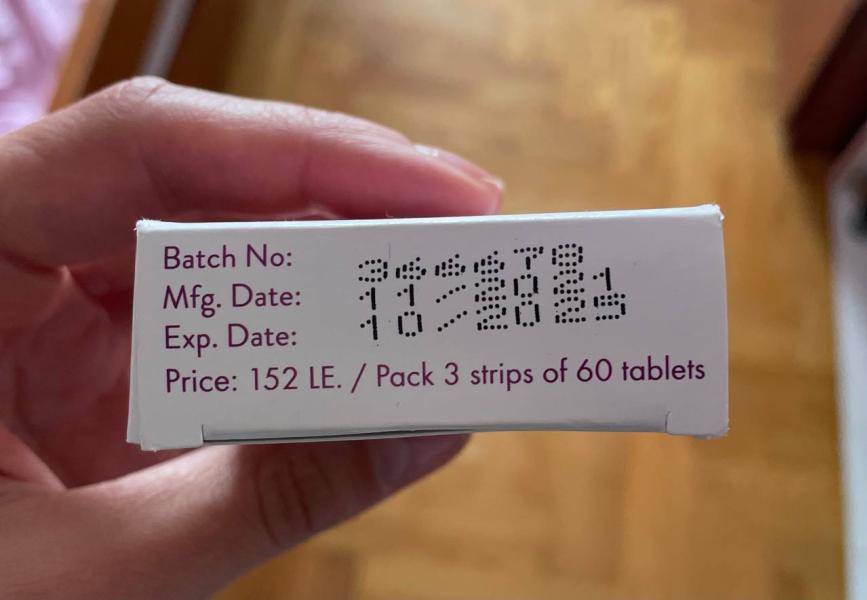 Batch No:
Mfg. Date: 11/2021
Exp. Date: 10/2025
Price: 152 LE. / Pack 3 strips of 60 tablets